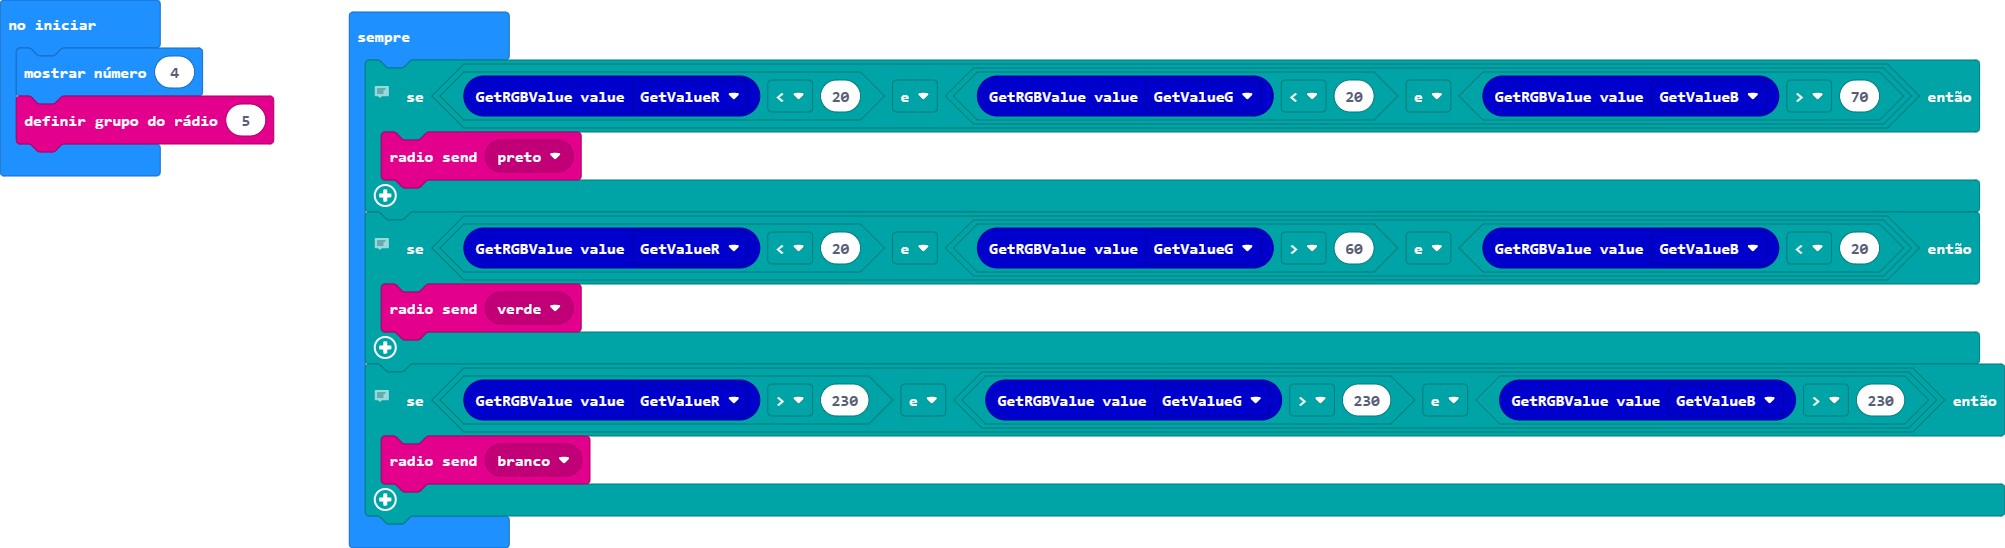 no iniciar
mostrar número 4
definir grupo do rádio 5
sempre
se GetRGBValue value GetValueR < 20 e GetRGBValue value GetValueG < 20 e GetRGBValue value GetValueB > 70 então
radio send preto
se GetRGBValue value GetValueR < 20 e GetRGBValue value GetValueG > 60 e GetRGBValue value GetValueB < 20 então
radio send verde
se GetRGBValue value GetValueR > 230 e GetRGBValue value GetValueG > 230 e GetRGBValue value GetValueB > 230 então
radio send branco